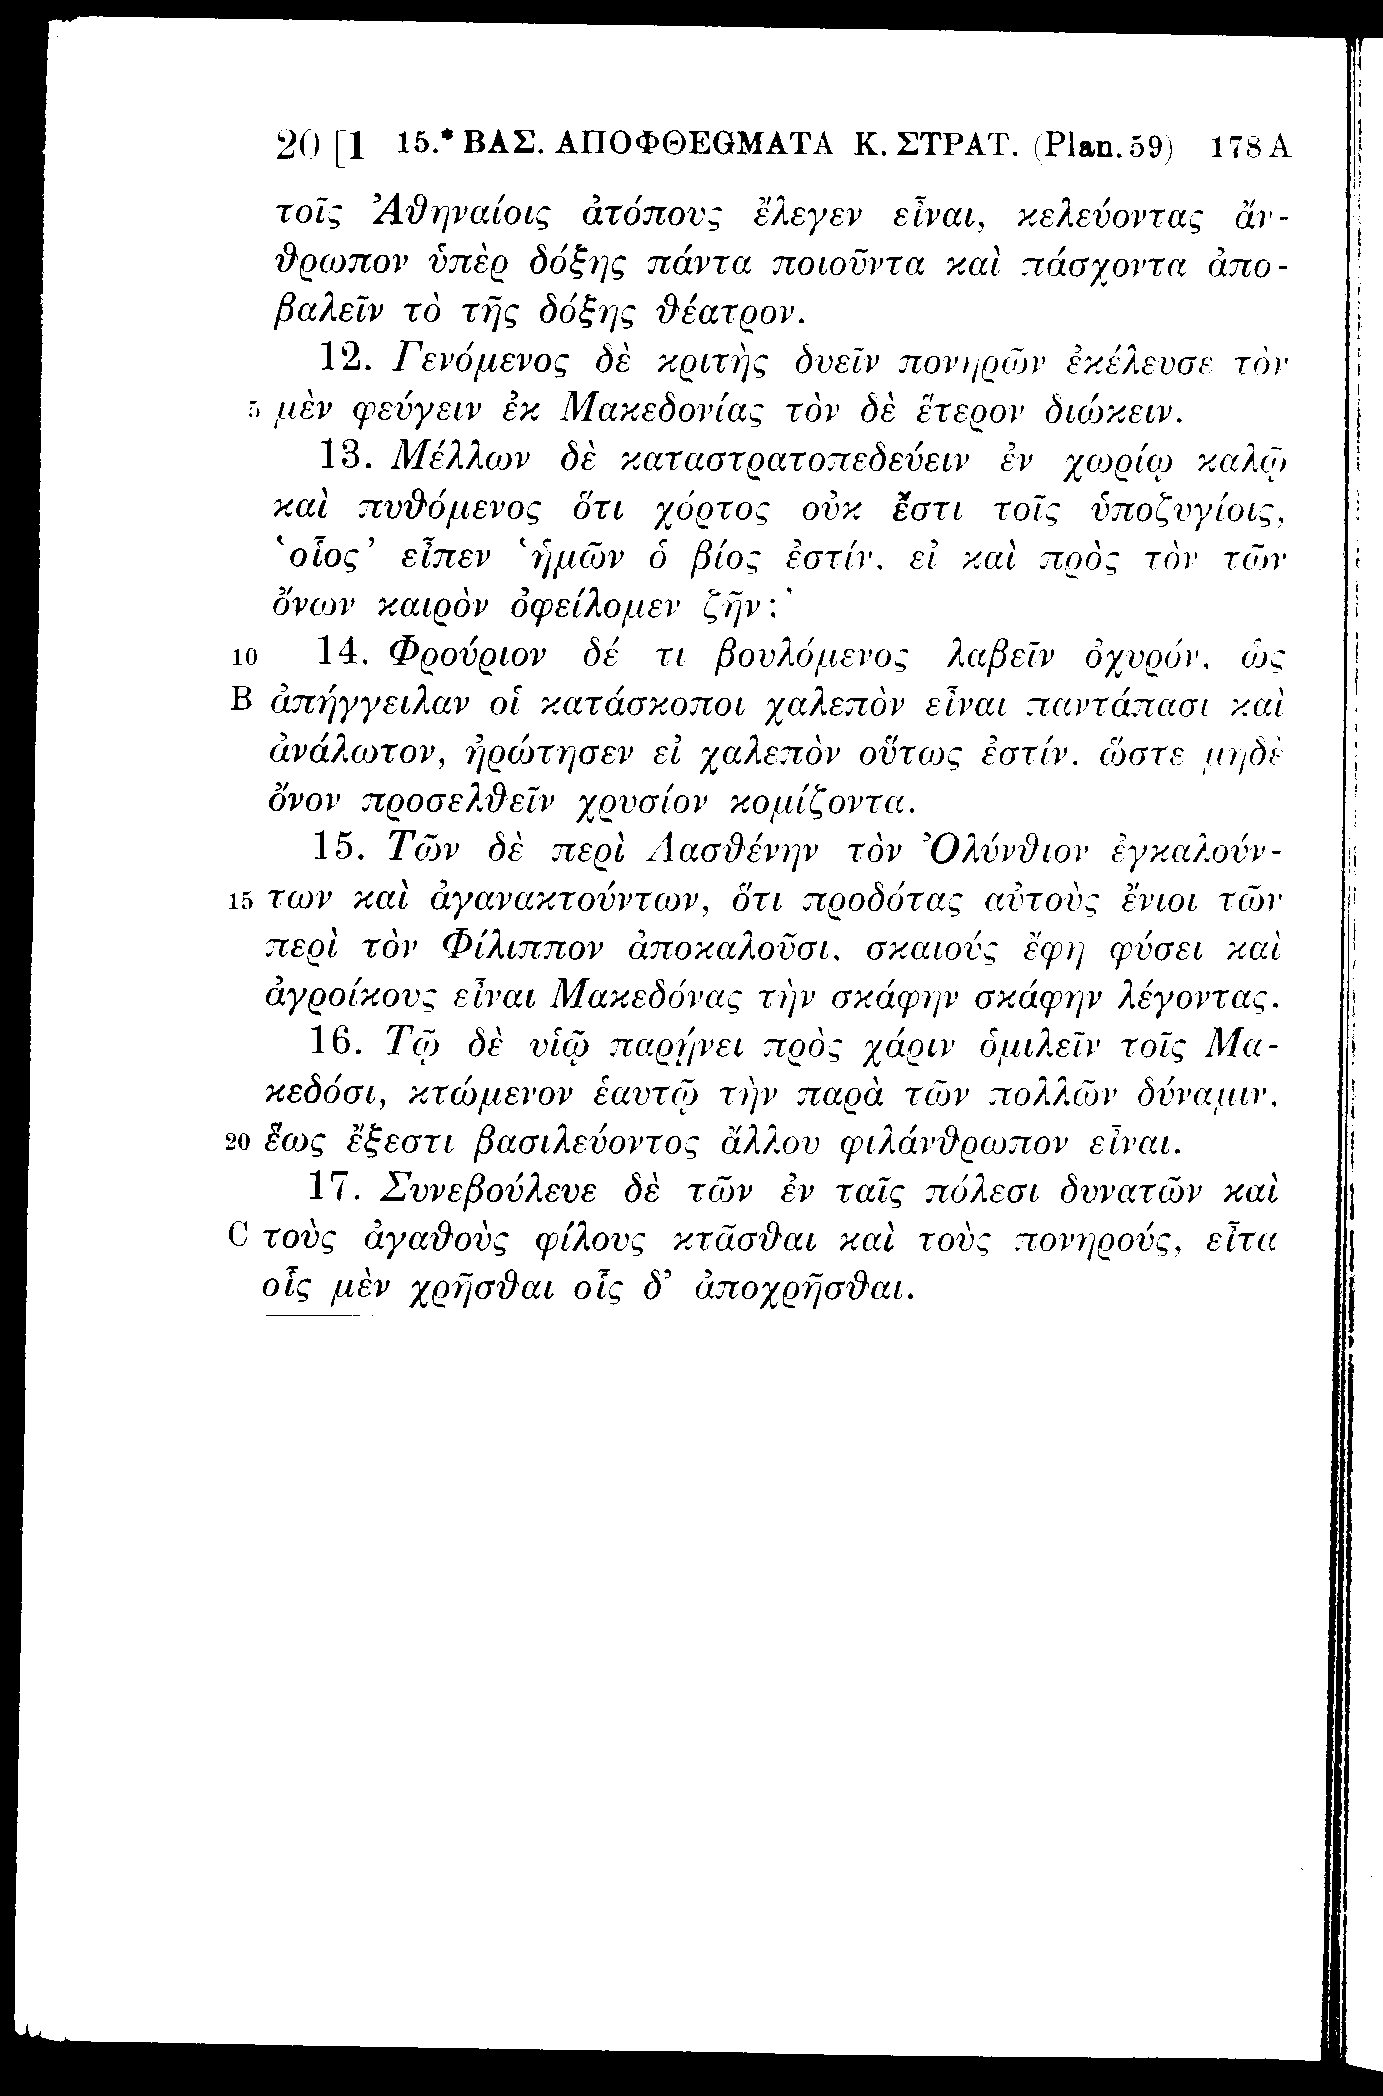 20 [1 15.* ΒΑΣ. ΑΠΟΦΘΕGΜΑΤΑ Κ. ΣΤΡΑΤ. (Plan. 59) 178 A
τοῖς Ἀθηναίοις ἀτόπους ἔλεγεν εἶναι, κελεύοντας ἄν-
θρωπον ὑπὲρ δόξης πάντα ποιοῦντα καὶ πάσχοντα ἀπο-
βαλεῖν τὸ τῆς δόξης θέατρον.
12. Γενόμενος δὲ κριτὴς δυεῖν πονηρῶν ἐκέλευσε τὸν
5 μὲν φεύγειν ἐκ Μακεδονίας τὸν δὲ ἕτερον διώκειν.
13. Μέλλων δὲ καταστρατοπεδεύειν ἐν χωρίῳ καλῷ
καὶ πυθόμενος ὅτι χόρτος οὐκ ἔστι τοῖς ὑποζυγίοις,
‘οἷος’ εἶπεν ‘ἡμῶν ὁ βίος ἐστίν, εἰ καὶ πρὸς τὸν τῶν
ὄνων καιρὸν ὀφείλομεν ζῆν;’
10 14. Φρούριον δέ τι βουλόμενος λαβεῖν ὀχυρόν, ὡς
B ἀπήγγειλαν οἱ κατάσκοποι χαλεπὸν εἶναι παντάπασι καὶ
ἀνάλωτον, ἠρώτησεν εἰ χαλεπὸν οὕτως ἐστίν, ὥστε μηδὲ
ὄνον προσελθεῖν χρυσίον κομίζοντα.
15. Τῶν δὲ περὶ Λασθένην τὸν Ὀλύνθιον ἐγκαλούν-
15 των καὶ ἀγανακτούντων, ὅτι προδότας αὐτοὺς ἔνιοι τῶν
περὶ τὸν Φίλιππον ἀποκαλοῦσι, σκαιούς ἔφη φύσει καὶ
ἀγροίκους εἶναι Μακεδόνας τὴν σκάφην σκάφην λέγοντας.
16. Τῷ δὲ υἱῷ παρῄνει πρὸς χάριν ὁμιλεῖν τοῖς Μα-
κεδόσι, κτώμενον ἑαυτῷ τὴν παρὰ τῶν πολλῶν δύναμιν,
20 ἕως ἔξεστι βασιλεύοντος ἄλλου φιλάνθρωπον εἶναι.
17. Συνεβούλευε δὲ τῶν ἐν ταῖς πόλεσι δυνατῶν καὶ
C τοὺς ἀγαθοὺς φίλους κτᾶσθαι καὶ τοὺς πονηρούς, εἶτα
οἷς μὲν χρῆσθαι οἷς δ’ ἀποχρῆσθαι.